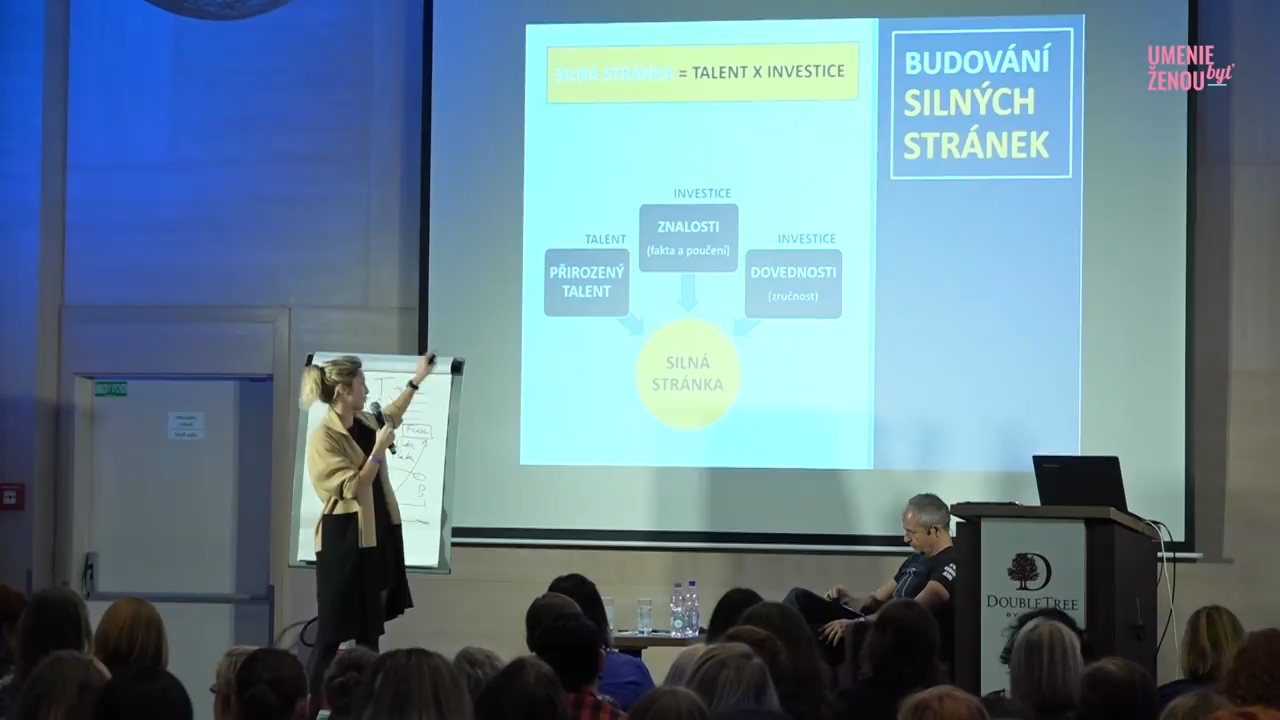 SILNÁ STRÁNKA = TALENT X INVESTICE
BUDOVÁNÍ
SILNÝCH
STRÁNEK
UMENIE
byť
ŽENOU
INVESTICE
ZNALOSTI
(fakta a poučení)
TALENT
PŘIROZENÝ
TALENT
INVESTICE
DOVEDNOSTI
(zručnost)
SILNÁ
STRÁNKA
DOUBLETREE